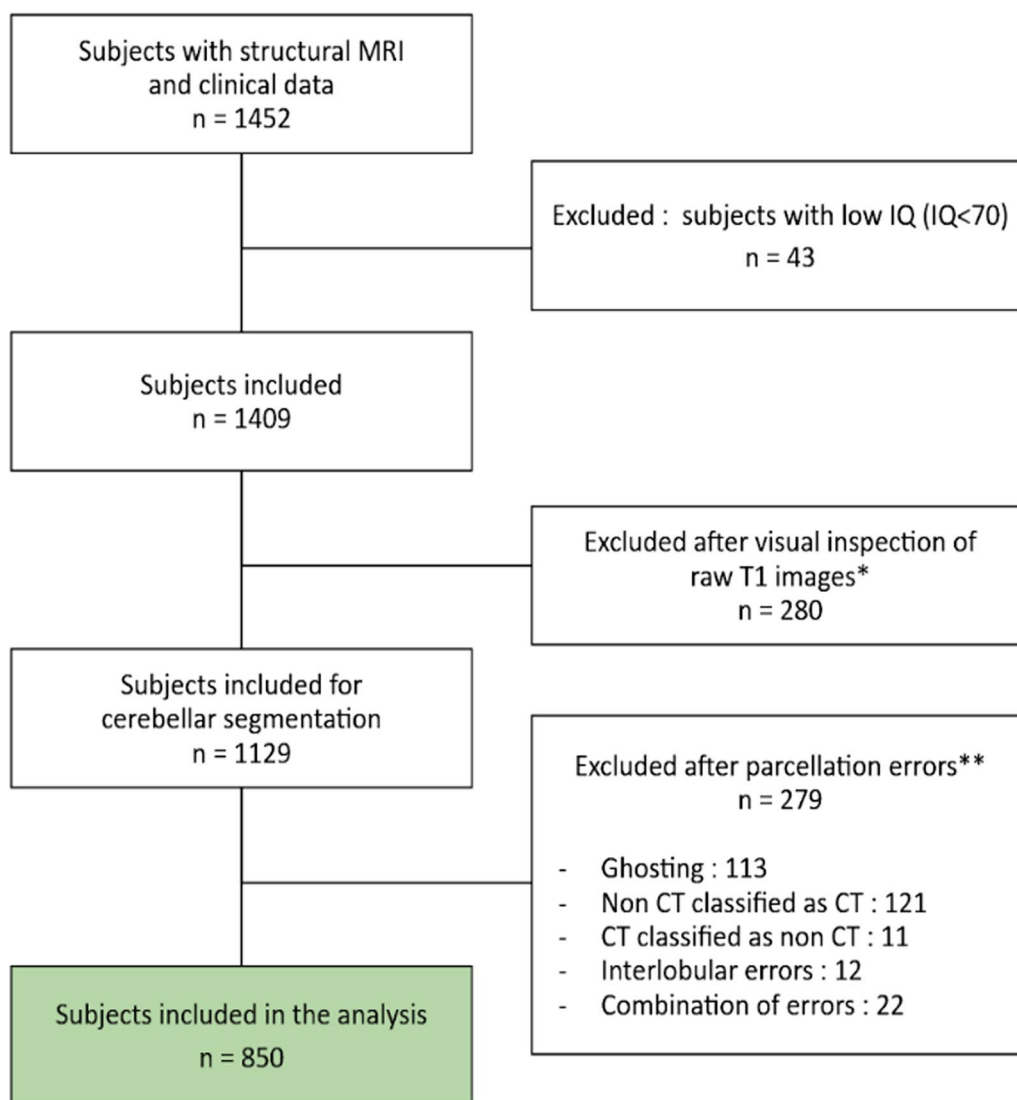 Subjects with structural MRI
and clinical data
n = 1452
Excluded :  subjects with low IQ (IQ<70)
n = 43
Subjects included
n = 1409
Excluded after visual inspection of
raw T1 images*
n = 280
Subjects included for
cerebellar segmentation
n = 1129
Excluded after parcellation errors**
n = 279
- Ghosting : 113
- Non CT classified as CT : 121
- CT classified as non CT : 11
- Interlobular errors : 12
- Combination of errors : 22
Subjects included in the analysis
n = 850